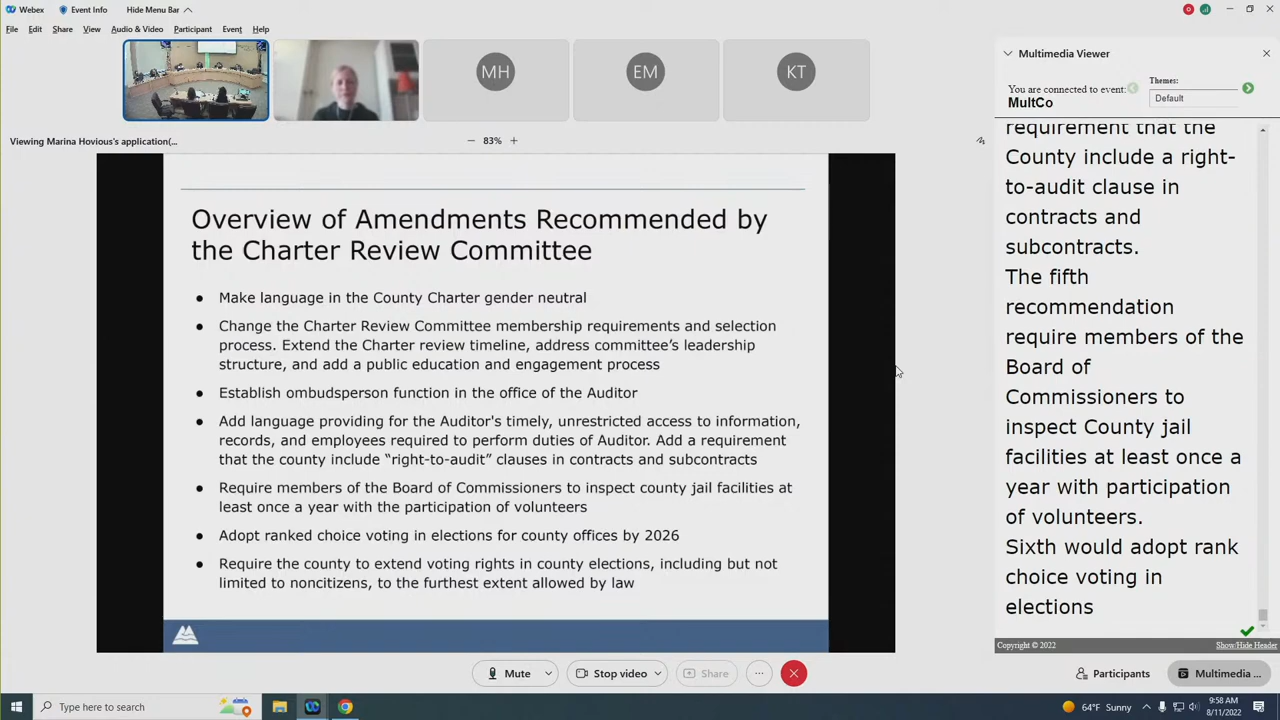 Webex
Event Info
Hide Menu Bar
File Edit Share View Audio & Video Participant Event Help
MH
EM
KT
Viewing Marina Hovious's application(...
83%
Overview of Amendments Recommended by
the Charter Review Committee
● Make language in the County Charter gender neutral
● Change the Charter Review Committee membership requirements and selection
process. Extend the Charter review timeline, address committee's leadership
structure, and add a public education and engagement process
● Establish ombudsperson function in the office of the Auditor
● Add language providing for the Auditor's timely, unrestricted access to information,
records, and employees required to perform duties of Auditor. Add a requirement
that the county include “right-to-audit” clauses in contracts and subcontracts
● Require members of the Board of Commissioners to inspect county jail facilities at
least once a year with the participation of volunteers
● Adopt ranked choice voting in elections for county offices by 2026
● Require the county to extend voting rights in county elections, including but not
limited to noncitizens, to the furthest extent allowed by law
Multimedia Viewer
You are connected to event:
MultCo
Themes:
Default
requirement that the
County include a right-
to-audit clause in
contracts and
subcontracts.
The fifth
recommendation
require members of the
Board of
Commissioners to
inspect County jail
facilities at least once a
year with participation
of volunteers.
Sixth would adopt rank
choice voting in
elections
Copyright © 2022
Show/Hide Header
Mute
Stop video
Share
...
Participants
Multimedia ...
Type here to search
64°F Sunny
9:58 AM
8/11/2022